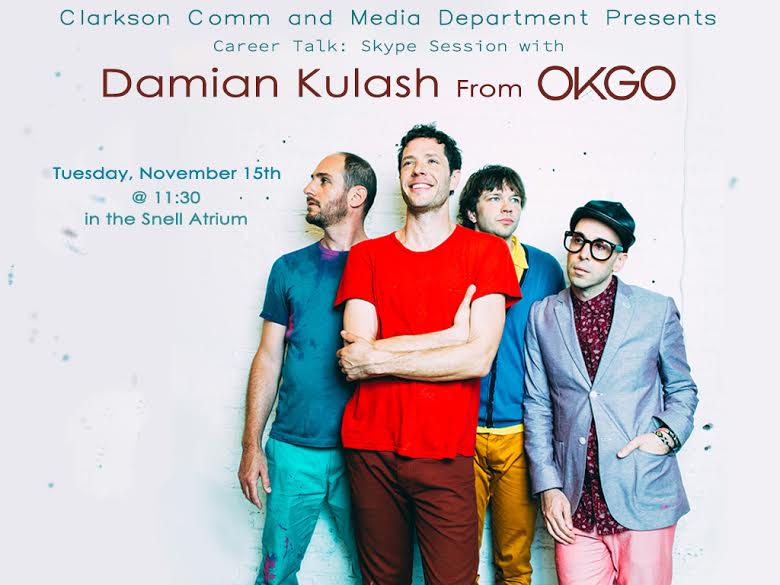 Clarkson Comm and Media Department Presents
Career Talk: Skype Session with
Damian Kulash From OKGO
Tuesday, November 15th
@ 11:30
in the Snell Atrium